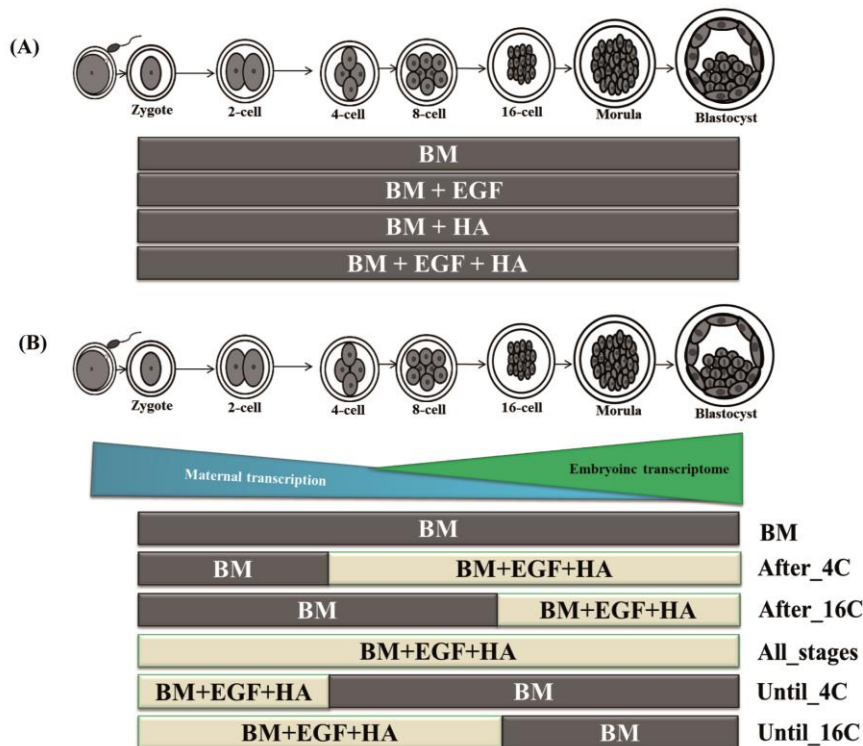 (A)
Zygote
2-cell
4-cell
8-cell
16-cell
Morula
Blastocyst
BM
BM + EGF
BM + HA
BM + EGF + HA
(B)
Zygote
2-cell
4-cell
8-cell
16-cell
Morula
Blastocyst
Maternal transcription
Embryoinc transcriptome
BM
BM
BM
BM+EGF+HA
After_4C
BM
BM+EGF+HA
After_16C
BM+EGF+HA
All_stages
BM+EGF+HA
BM
Until_4C
BM+EGF+HA
BM
Until_16C